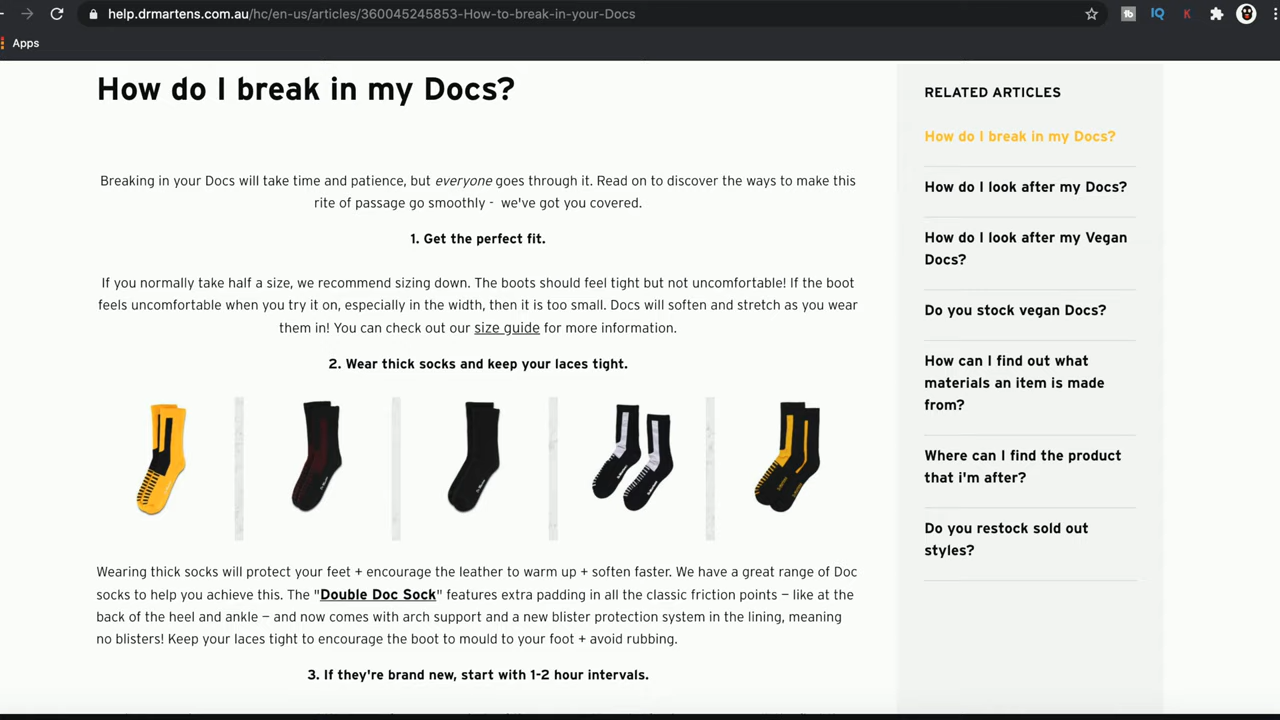 help.drmartens.com.au/hc/en-us/articles/360045245853-How-to-break-in-your-Docs
Apps
How do I break in my Docs?
Breaking in your Docs will take time and patience, but everyone goes through it. Read on to discover the ways to make this
rite of passage go smoothly - we've got you covered.
1. Get the perfect fit.
If you normally take half a size, we recommend sizing down. The boots should feel tight but not uncomfortable! If the boot
feels uncomfortable when you try it on, especially in the width, then it is too small. Docs will soften and stretch as you wear
them in! You can check out our size guide for more information.
2. Wear thick socks and keep your laces tight.
Wearing thick socks will protect your feet + encourage the leather to warm up + soften faster. We have a great range of Doc
socks to help you achieve this. The "Double Doc Sock" features extra padding in all the classic friction points – like at the
back of the heel and ankle – and now comes with arch support and a new blister protection system in the lining, meaning
no blisters! Keep your laces tight to encourage the boot to mould to your foot + avoid rubbing.
3. If they're brand new, start with 1-2 hour intervals.
RELATED ARTICLES
How do I break in my Docs?
How do I look after my Docs?
How do I look after my Vegan
Docs?
Do you stock vegan Docs?
How can I find out what
materials an item is made
from?
Where can I find the product
that i'm after?
Do you restock sold out
styles?